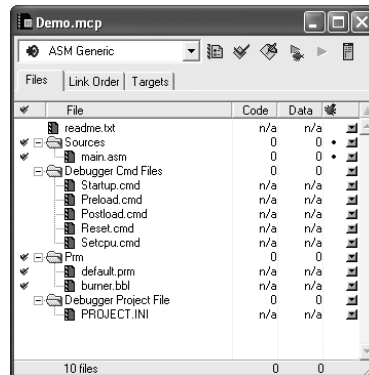 Demo.mcp
ASM Generic
Files Link Order Targets
File Code Data
readme.txt n/a n/a
Sources 0 0
main.asm 0 0
Debugger Cmd Files 0 0
Startup.cmd n/a n/a
Preload.cmd n/a n/a
Postload.cmd n/a n/a
Reset.cmd n/a n/a
Setcpu.cmd n/a n/a
Prm 0 0
default.prm n/a n/a
burner.bbl n/a n/a
Debugger Project File 0 0
PROJECT.INI n/a n/a
10 files 0 0